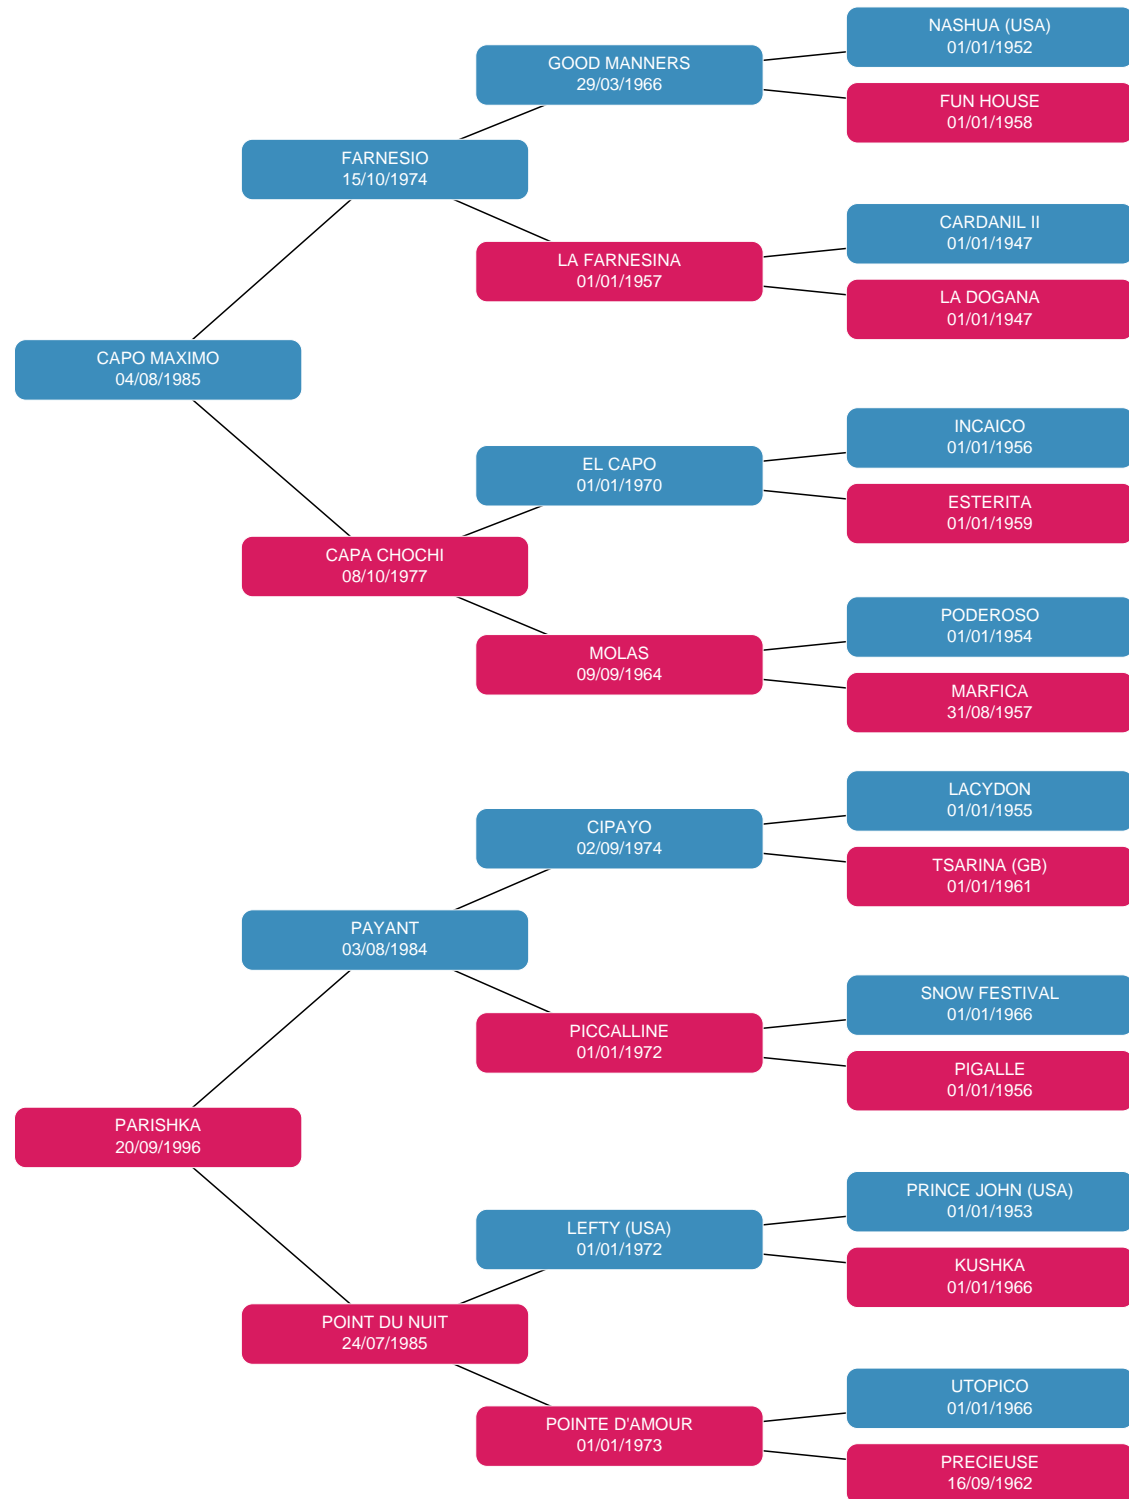 NASHUA (USA)
01/01/1952
GOOD MANNERS
29/03/1966
FUN HOUSE
01/01/1958
FARNESIO
15/10/1974
CARDANIL II
01/01/1947
LA FARNESINA
01/01/1957
LA DOGANA
01/01/1947
CAPO MAXIMO
04/08/1985
INCAICO
01/01/1956
EL CAPO
01/01/1970
ESTERITA
01/01/1959
CAPA CHOCHI
08/10/1977
PODEROSO
01/01/1954
MOLAS
09/09/1964
MARFICA
31/08/1957
LACYDON
01/01/1955
CIPAYO
02/09/1974
TSARINA (GB)
01/01/1961
PAYANT
03/08/1984
SNOW FESTIVAL
01/01/1966
PICCALLINE
01/01/1972
PIGALLE
01/01/1956
PARISHKA
20/09/1996
PRINCE JOHN (USA)
01/01/1953
LEFTY (USA)
01/01/1972
KUSHKA
01/01/1966
POINT DU NUIT
24/07/1985
UTOPICO
01/01/1966
POINTE D'AMOUR
01/01/1973
PRECIEUSE
16/09/1962